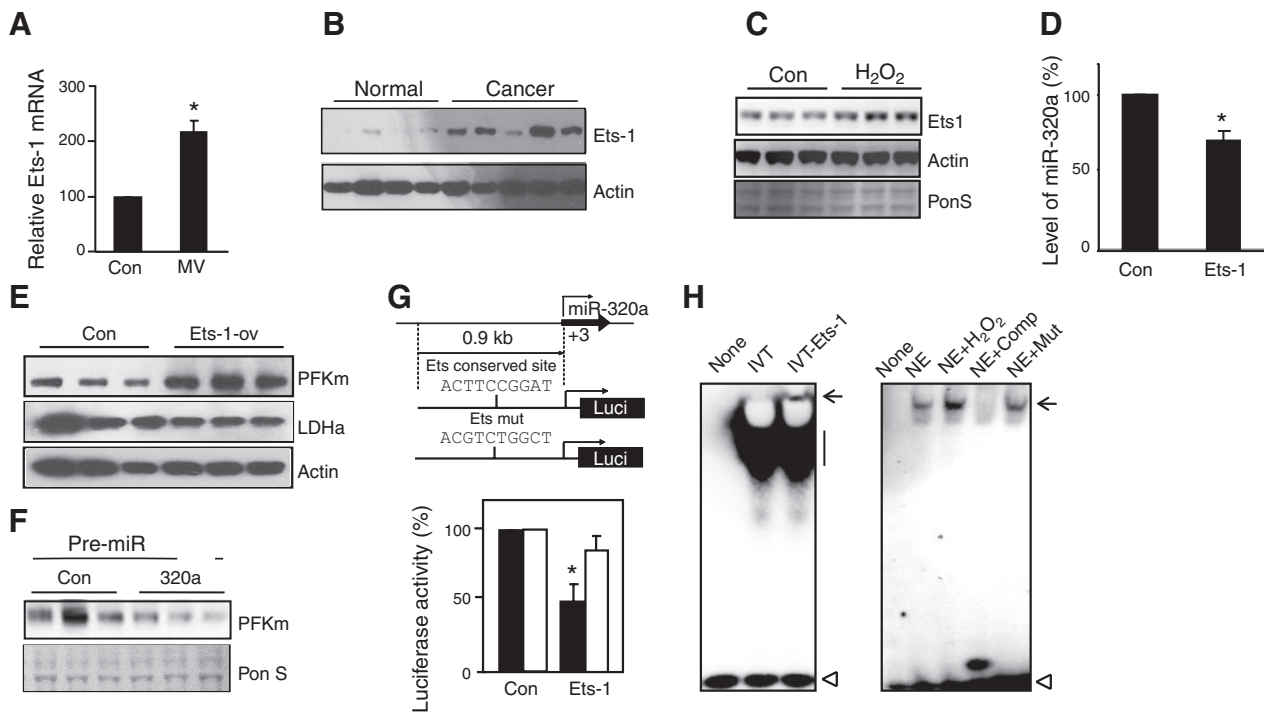 A
Relative Ets-1 mRNA
300
200
100
0
*
Con
MV
B
Normal
Cancer
Ets-1
Actin
C
Con
H2O2
Ets1
Actin
PonS
D
Level of miR-320a (%)
100
50
0
*
Con
Ets-1
E
Con
Ets-1-ov
PFKm
LDHa
Actin
F
Pre-miR
Con
320a
PFKm
Pon S
G
miR-320a
0.9 kb
+3
Ets conserved site
ACTTCCGGAT
Luci
Ets mut
ACGTCTGGCT
Luci
Luciferase activity (%)
100
50
0
*
Con
Ets-1
H
None
IVT
IVT-Ets-1
None
NE
NE+H2O2
NE+Comp
NE+Mut